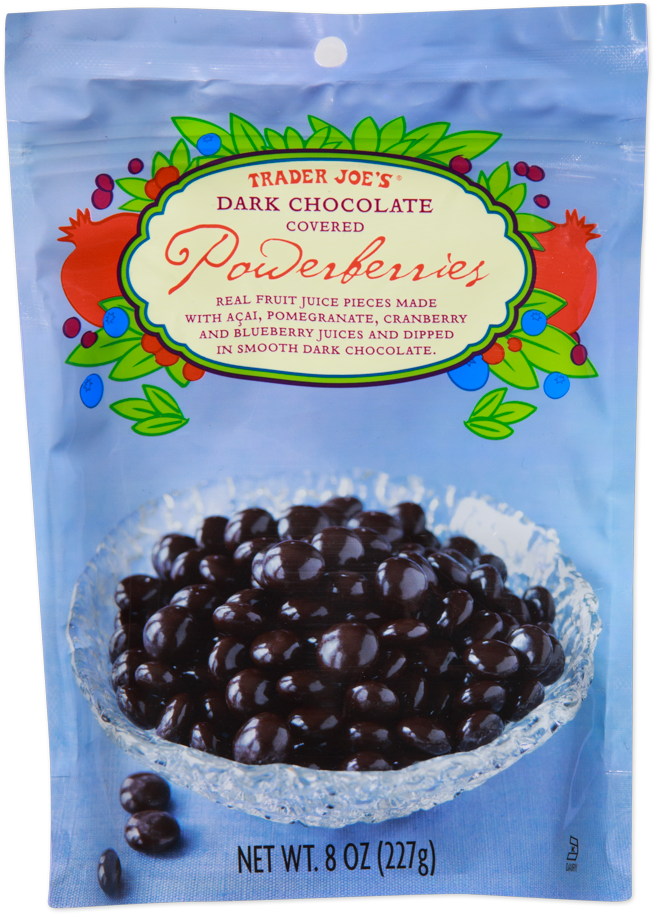 TRADER JOE'S®
DARK CHOCOLATE
COVERED
Powerberries
REAL FRUIT JUICE PIECES MADE
WITH AÇAI, POMEGRANATE, CRANBERRY
AND BLUEBERRY JUICES AND DIPPED
IN SMOOTH DARK CHOCOLATE.
NET WT. 8 OZ (227g)